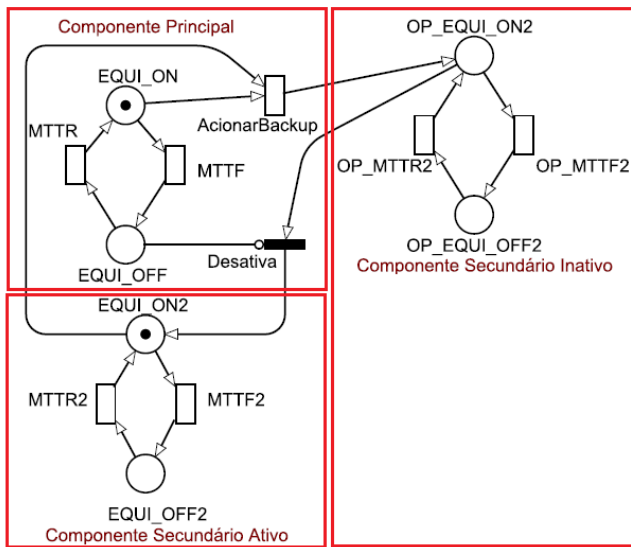 Componente Principal
EQUI_ON
AcionarBackup
MTTR
MTTF
EQUI_OFF
Desativa
OP_EQUI_ON2
OP_MTTR2
OP_MTTF2
OP_EQUI_OFF2
Componente Secundário Inativo
EQUI_ON2
MTTR2
MTTF2
EQUI_OFF2
Componente Secundário Ativo